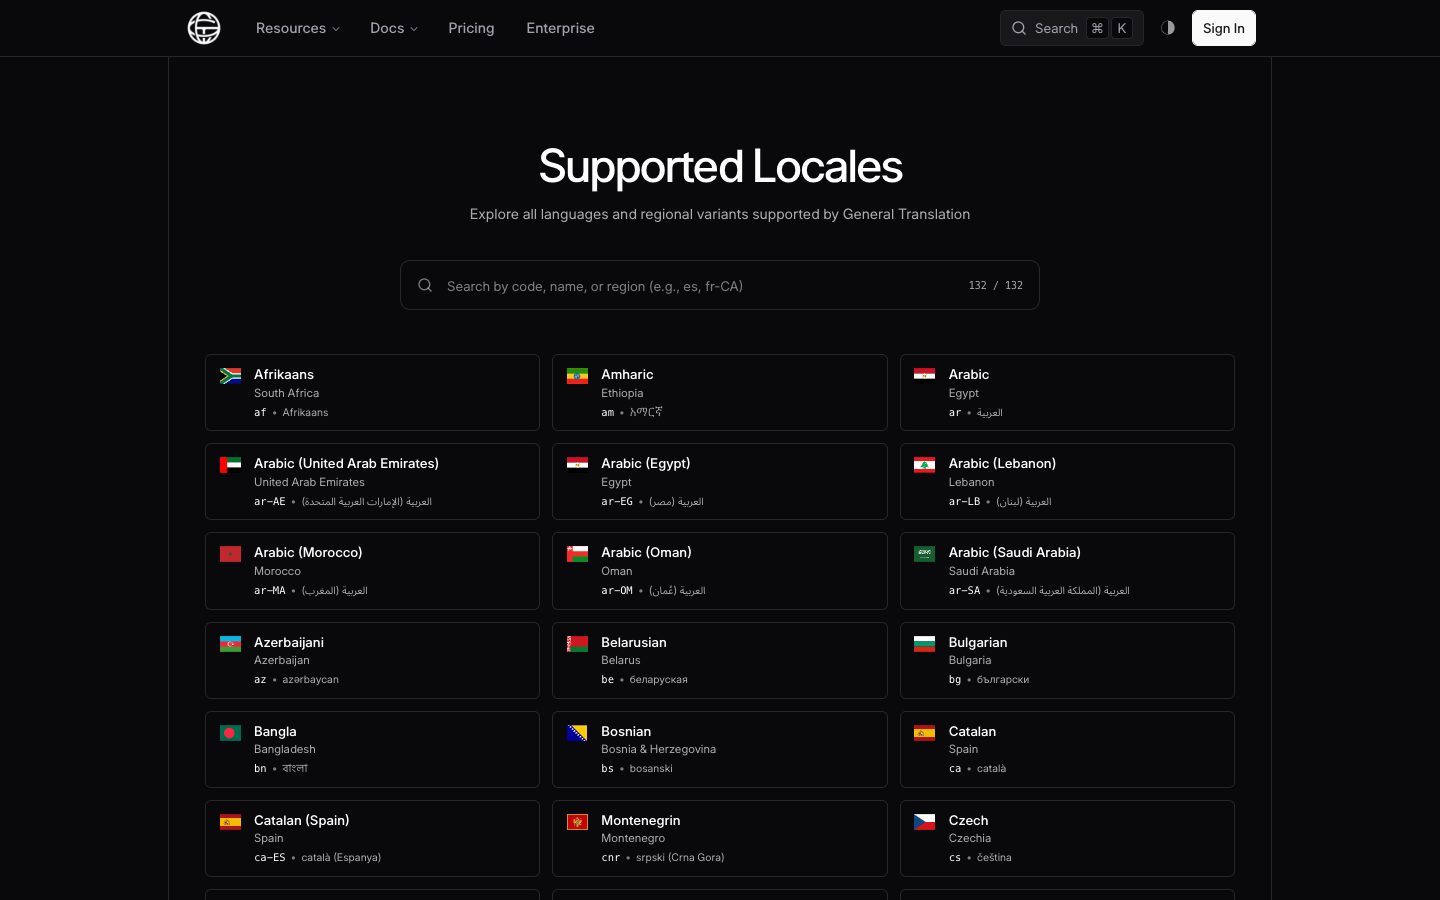 Resources Docs Pricing Enterprise Search ⌘ K Sign In
Supported Locales
Explore all languages and regional variants supported by General Translation
Search by code, name, or region (e.g., es, fr-CA) 132 / 132
Afrikaans
South Africa
af • Afrikaans
Amharic
Ethiopia
am • አማርኛ
Arabic
Egypt
ar • العربية
Arabic (United Arab Emirates)
United Arab Emirates
ar-AE • العربية (الإمارات العربية المتحدة)
Arabic (Egypt)
Egypt
ar-EG • العربية (مصر)
Arabic (Lebanon)
Lebanon
ar-LB • العربية (لبنان)
Arabic (Morocco)
Morocco
ar-MA • العربية (المغرب)
Arabic (Oman)
Oman
ar-OM • العربية (عُمان)
Arabic (Saudi Arabia)
Saudi Arabia
ar-SA • العربية (المملكة العربية السعودية)
Azerbaijani
Azerbaijan
az • azərbaycan
Belarusian
Belarus
be • беларуская
Bulgarian
Bulgaria
bg • български
Bangla
Bangladesh
bn • বাংলা
Bosnian
Bosnia & Herzegovina
bs • bosanski
Catalan
Spain
ca • català
Catalan (Spain)
Spain
ca-ES • català (Espanya)
Montenegrin
Montenegro
cnr • srpski (Crna Gora)
Czech
Czechia
cs • čeština